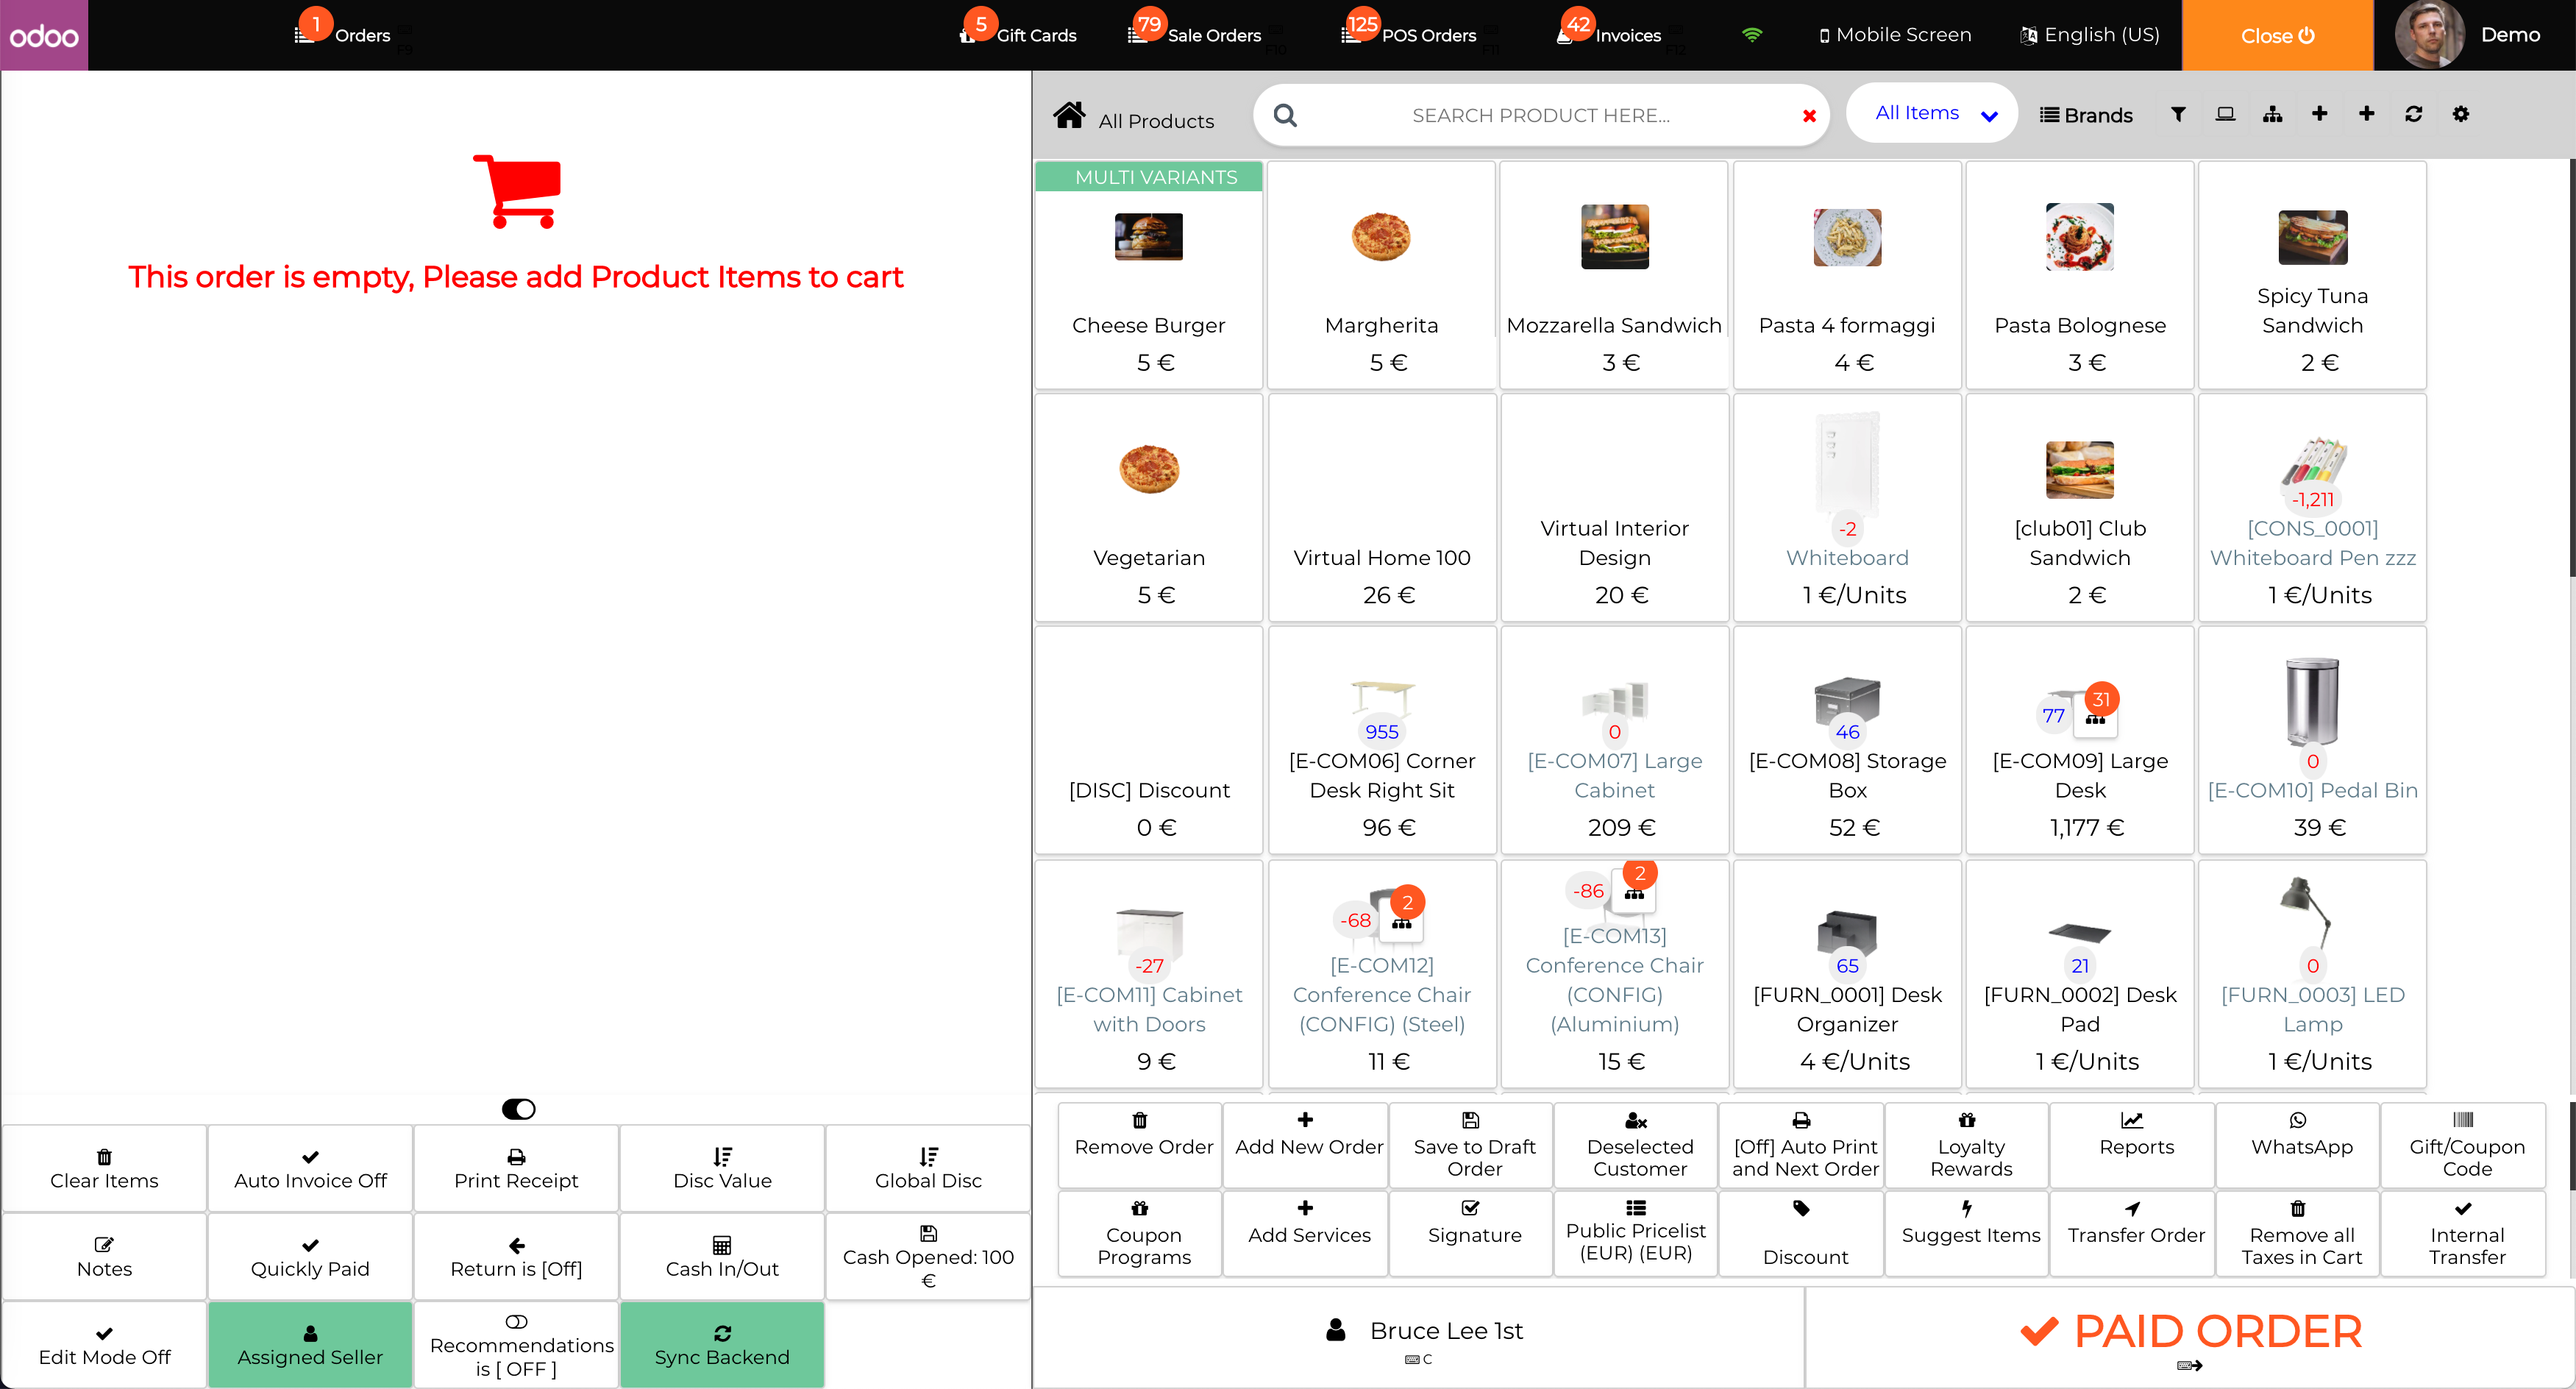 odoo
1
Orders
F9
5
Gift Cards
79
Sale Orders
F10
125
POS Orders
F11
42
Invoices
F12
Mobile Screen
English (US)
Close
Demo
This order is empty, Please add Product Items to cart
All Products
SEARCH PRODUCT HERE...
All Items
Brands
MULTI VARIANTS
Cheese Burger
5 €
Margherita
5 €
Mozzarella Sandwich
3 €
Pasta 4 formaggi
4 €
Pasta Bolognese
3 €
Spicy Tuna
Sandwich
2 €
Vegetarian
5 €
Virtual Home 100
26 €
Virtual Interior
Design
20 €
-2
Whiteboard
1 €/Units
[club01] Club
Sandwich
2 €
-1,211
[CONS_0001]
Whiteboard Pen zzz
1 €/Units
[DISC] Discount
0 €
955
[E-COM06] Corner
Desk Right Sit
96 €
0
[E-COM07] Large
Cabinet
209 €
46
[E-COM08] Storage
Box
52 €
77
31
[E-COM09] Large
Desk
1,177 €
0
[E-COM10] Pedal Bin
39 €
-27
[E-COM11] Cabinet
with Doors
9 €
-68
2
[E-COM12]
Conference Chair
(CONFIG) (Steel)
11 €
-86
2
[E-COM13]
Conference Chair
(CONFIG)
(Aluminium)
15 €
65
[FURN_0001] Desk
Organizer
4 €/Units
21
[FURN_0002] Desk
Pad
1 €/Units
0
[FURN_0003] LED
Lamp
1 €/Units
Clear Items
Auto Invoice Off
Print Receipt
Disc Value
Global Disc
Notes
Quickly Paid
Return is [Off]
Cash In/Out
Cash Opened: 100
€
Edit Mode Off
Assigned Seller
Recommendations
is [ OFF ]
Sync Backend
Remove Order
Add New Order
Save to Draft
Order
Deselected
Customer
[Off] Auto Print
and Next Order
Loyalty
Rewards
Reports
WhatsApp
Gift/Coupon
Code
Coupon
Programs
Add Services
Signature
Public Pricelist
(EUR) (EUR)
Discount
Suggest Items
Transfer Order
Remove all
Taxes in Cart
Internal
Transfer
Bruce Lee 1st
C
PAID ORDER